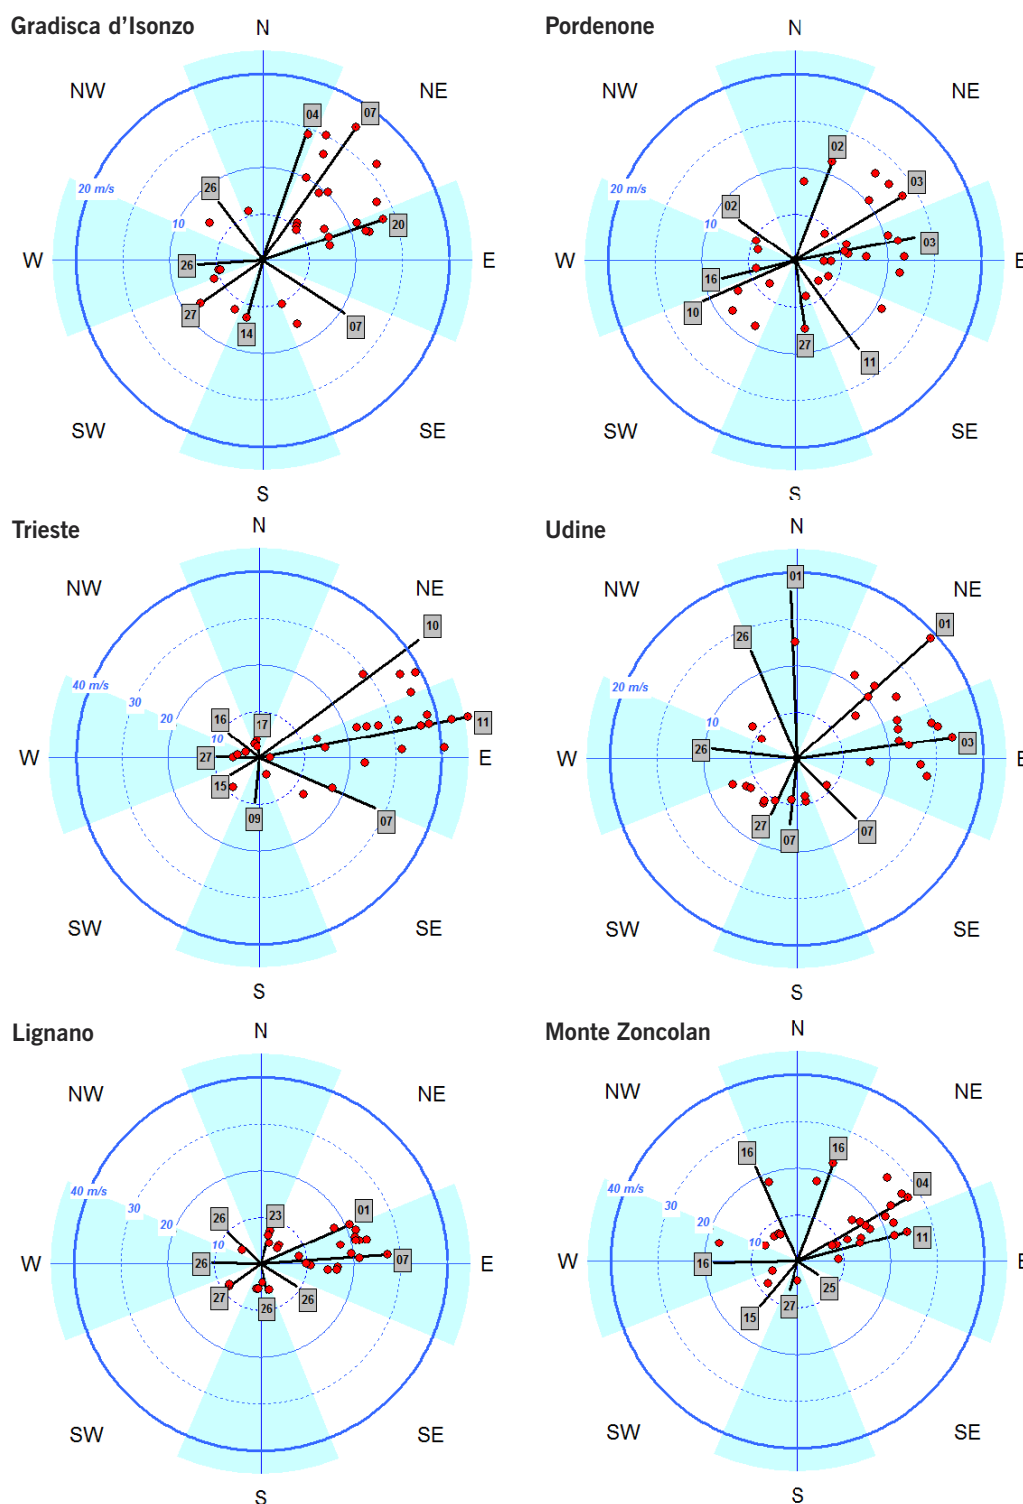 Gradisca d'Isonzo
N
NW
NE
04
07
20 m/s
26
10
20
W
26
E
27
14
07
SW
SE
S
Pordenone
N
NW
NE
02
03
20 m/s
02
10
03
W
16
E
10
27
11
SW
SE
S
Trieste
N
NW
NE
10
40 m/s
30
20
16
17
11
10
W
27
E
15
09
07
SW
SE
S
Udine
N
01
NW
NE
01
26
20 m/s
10
26
03
W
E
27
07
07
SW
SE
S
Lignano
N
NW
NE
40 m/s
30
20
26
23
01
10
W
26
07
E
27
26
26
SW
SE
S
Monte Zoncolan
N
NW
NE
16
16
04
40 m/s
30
20
10
11
W
16
E
25
15
27
SW
SE
S